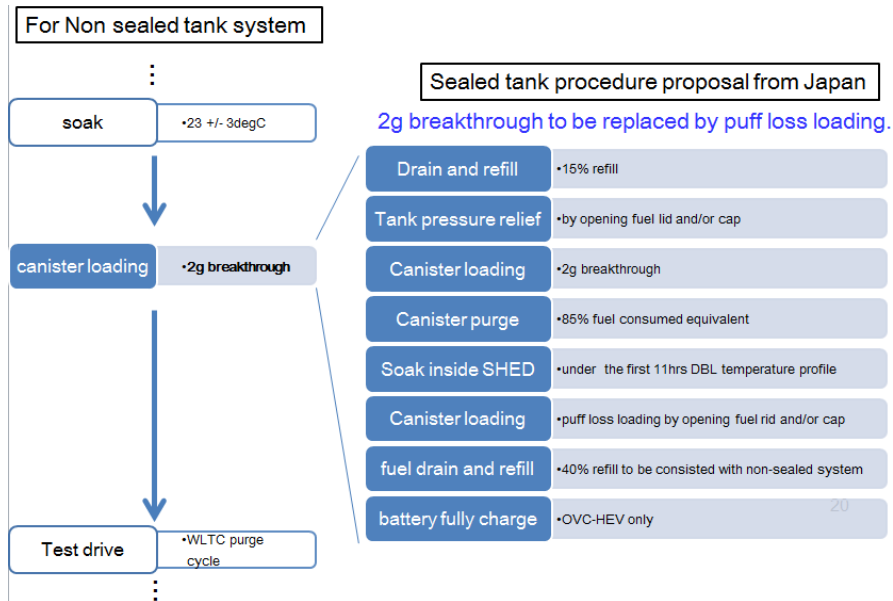 For Non sealed tank system
⋮
soak
•23 +/- 3degC
canister loading
•2g breakthrough
Test drive
•WLTC purge
cycle
⋮
Sealed tank procedure proposal from Japan
2g breakthrough to be replaced by puff loss loading.
Drain and refill
•15% refill
Tank pressure relief
•by opening fuel lid and/or cap
Canister loading
•2g breakthrough
Canister purge
•85% fuel consumed equivalent
Soak inside SHED
•under the first 11hrs DBL temperature profile
Canister loading
•puff loss loading by opening fuel rid and/or cap
fuel drain and refill
•40% refill to be consisted with non-sealed system
battery fully charge
•OVC-HEV only
20